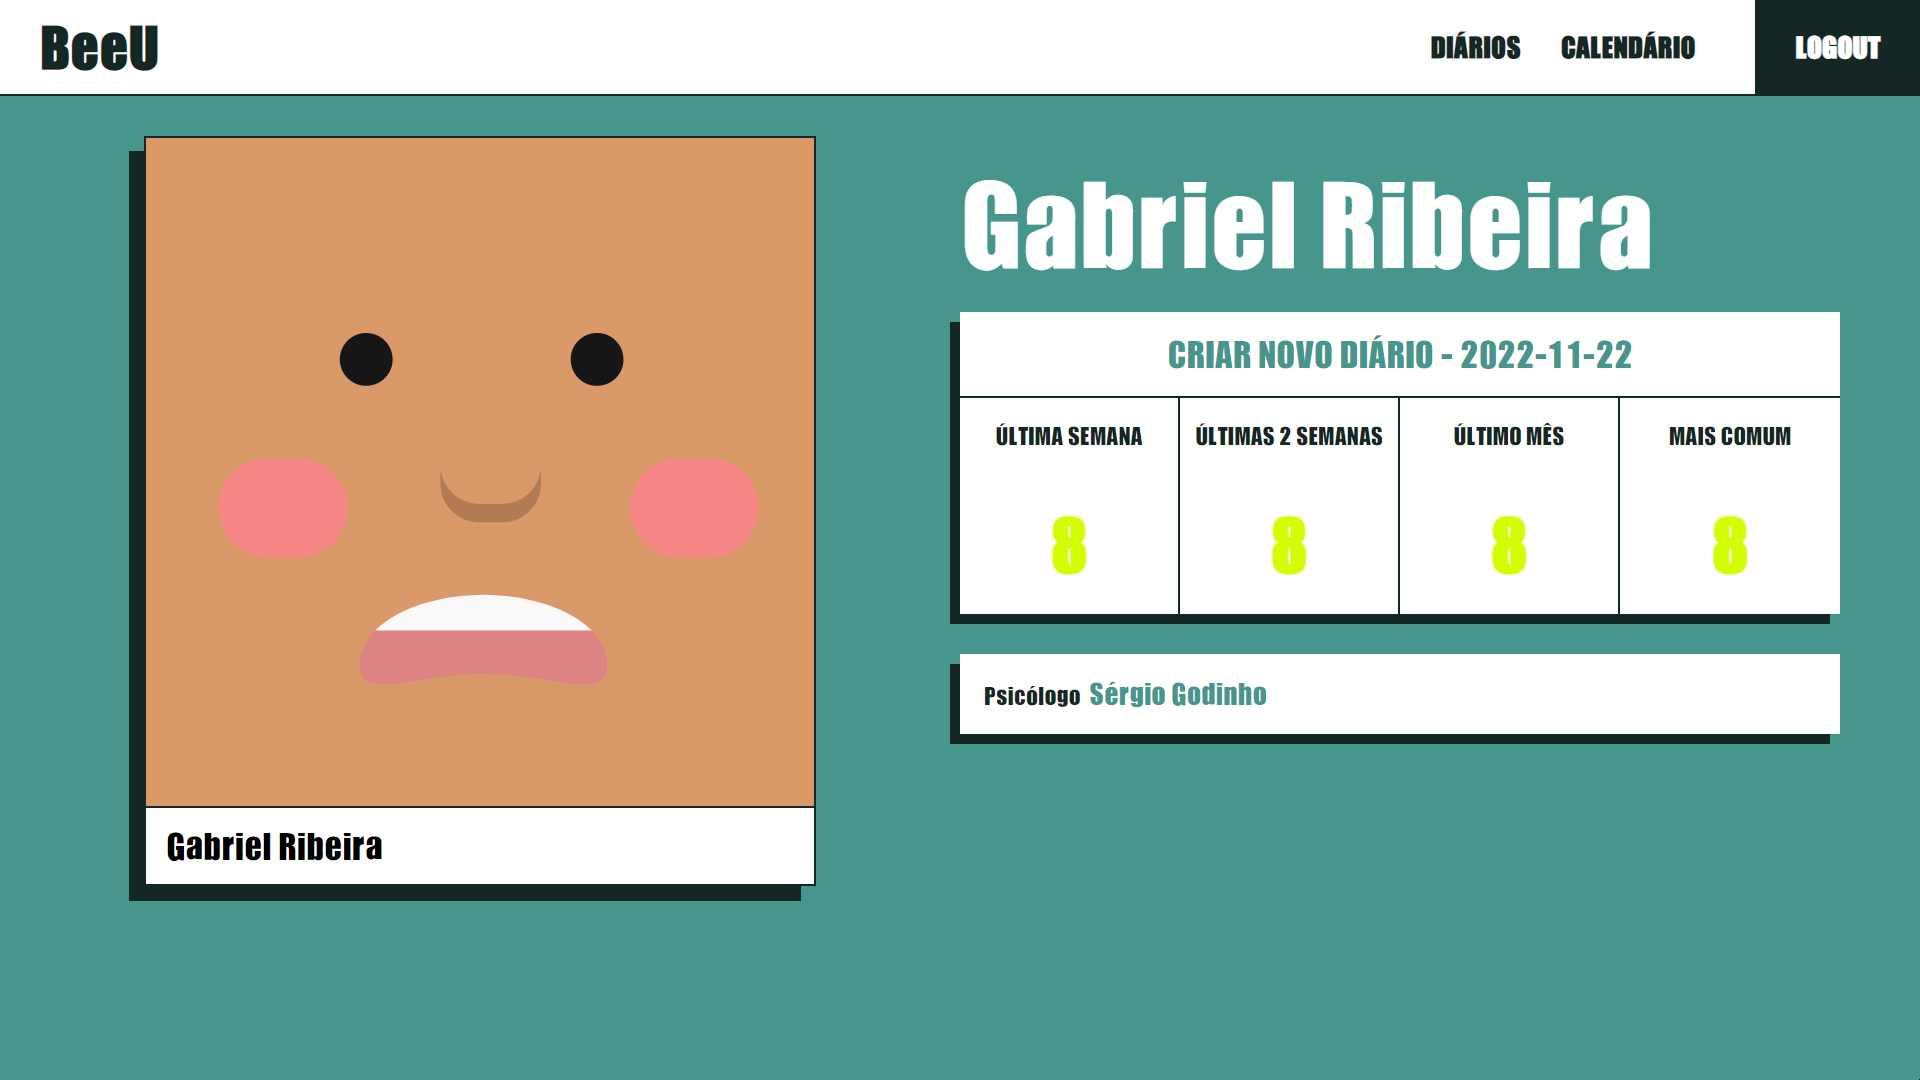 BeeU
DIÁRIOS
CALENDÁRIO
LOGOUT
Gabriel Ribeira
Gabriel Ribeira
CRIAR NOVO DIÁRIO - 2022-11-22
ÚLTIMA SEMANA
8
ÚLTIMAS 2 SEMANAS
8
ÚLTIMO MÊS
8
MAIS COMUM
8
Psicólogo Sérgio Godinho